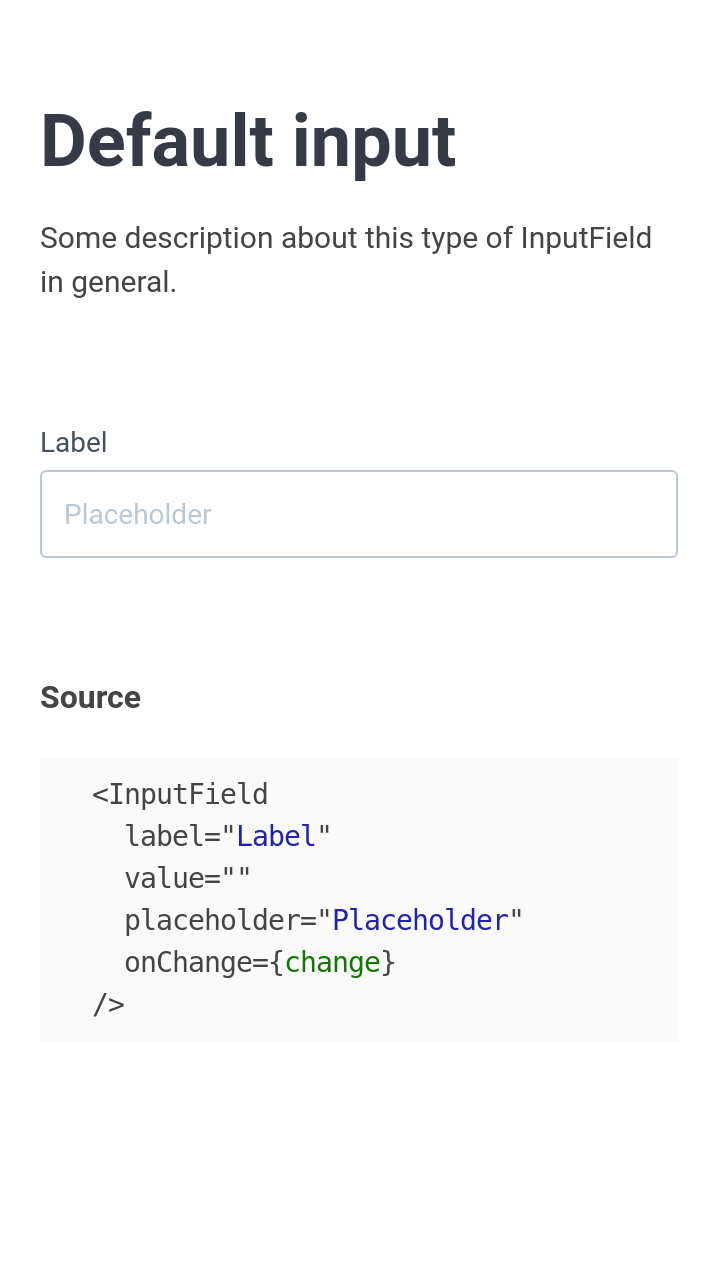 Default input
Some description about this type of InputField
in general.
Label
Placeholder
Source
<InputField
  label="Label"
  value=""
  placeholder="Placeholder"
  onChange={change}
/>